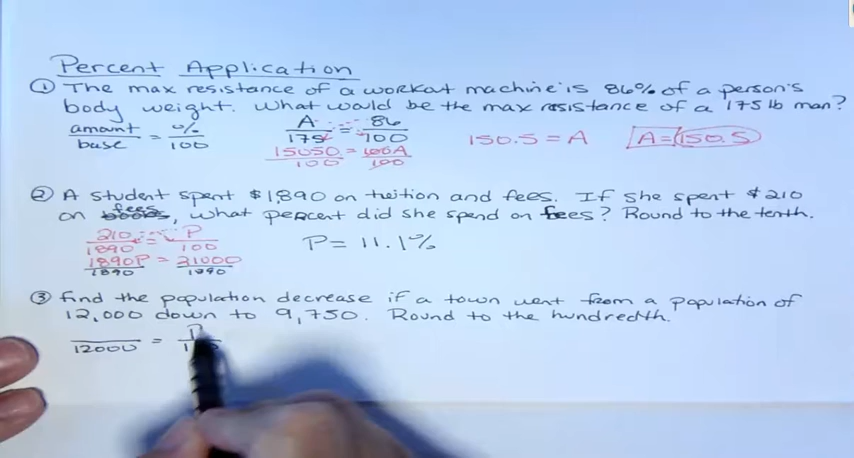 Percent Application
① The max resistance of a workout machine is 86% of a person's
body weight. What would be the max resistance of a 175 lb man?
amount/base = %/100   A/175 = 86/100   150.5 = A   A = 150.5
15050/100 = 100A/100
② A student spent $1,890 on tuition and fees. If she spent $210
on books fees, what percent did she spend on fees? Round to the tenth.
210/1890 = P/100   P = 11.1%
1890P/1890 = 21000/1890
③ Find the population decrease if a town went from a population of
12,000 down to 9,750. Round to the hundredth.
/12000 = P/